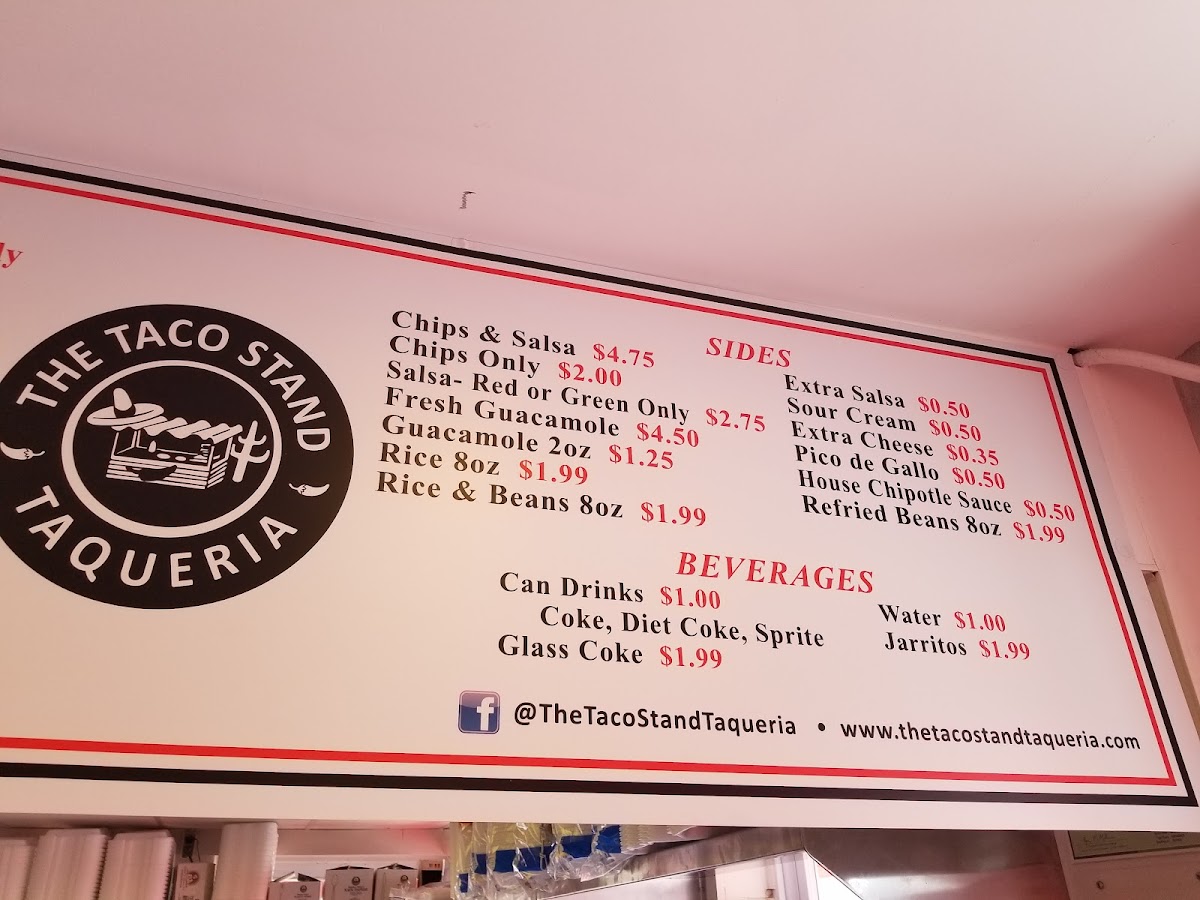 THE TACO STAND
TAQUERIA
SIDES
Chips & Salsa $4.75
Chips Only $2.00
Salsa- Red or Green Only $2.75
Fresh Guacamole $4.50
Guacamole 2oz $1.25
Rice 8oz $1.99
Rice & Beans 8oz $1.99
Extra Salsa $0.50
Sour Cream $0.50
Extra Cheese $0.35
Pico de Gallo $0.50
House Chipotle Sauce $0.50
Refried Beans 8oz $1.99
BEVERAGES
Can Drinks $1.00
Coke, Diet Coke, Sprite
Glass Coke $1.99
Water $1.00
Jarritos $1.99
f @TheTacoStandTaqueria • www.thetacostandtaqueria.com